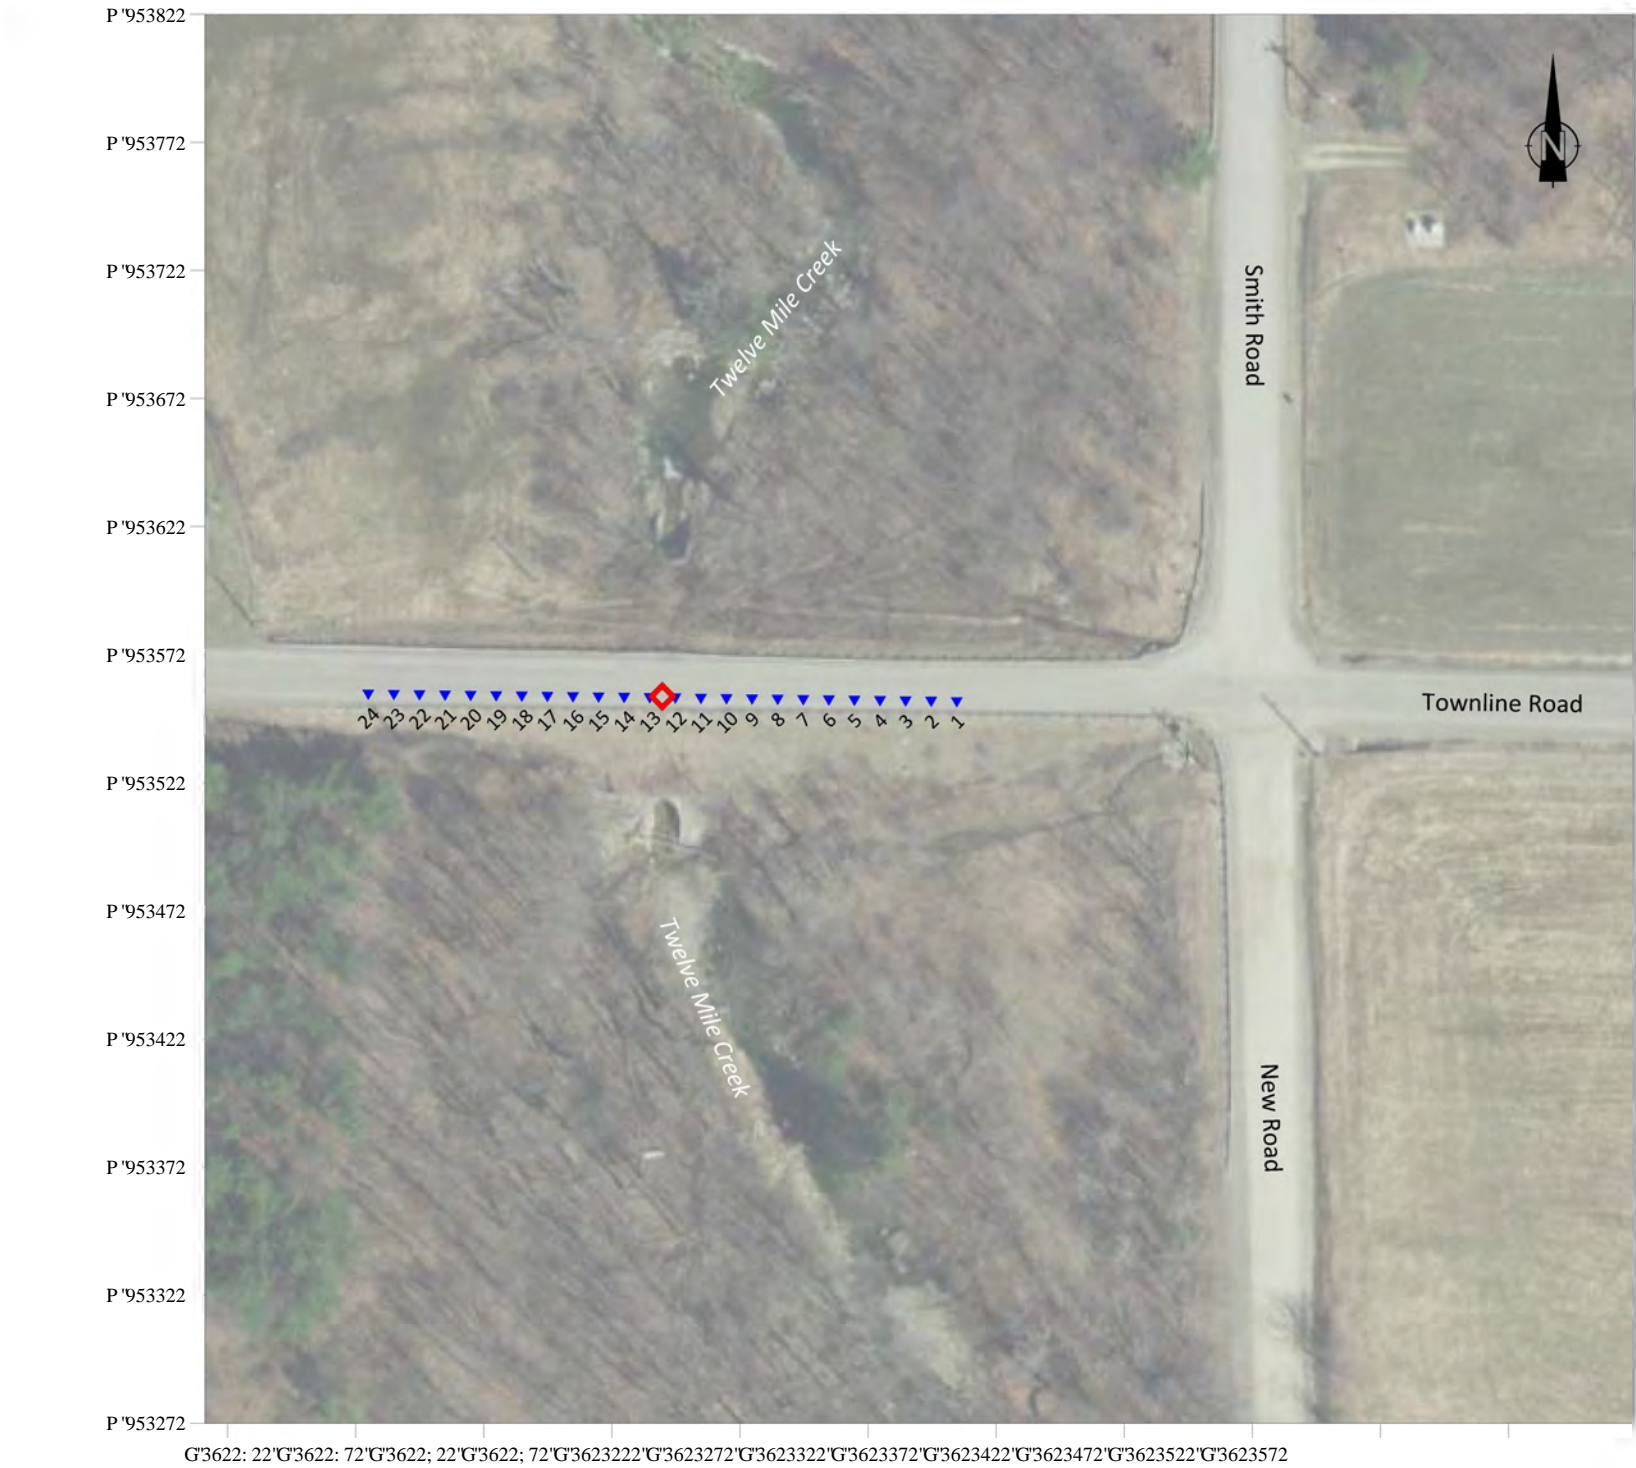 P "953822
P "953772
N
P "953722
Twelve Mile Creek
Smith Road
P "953672
P "953622
P "953572
Townline Road
24 23 22 21 20 19 18 17 16 15 14 13 12 11 10 9 8 7 6 5 4 3 2 1
P "953522
P "953472
Twelve Mile Creek
P "953422
New Road
P "953372
P "953322
P "953272
G"3622: 22"G"3622: 72"G"3622; 22"G"3622; 72"G"3623222"G"3623272"G"3623322"G"3623372"G"3623422"G"3623472"G"3623522"G"3623572